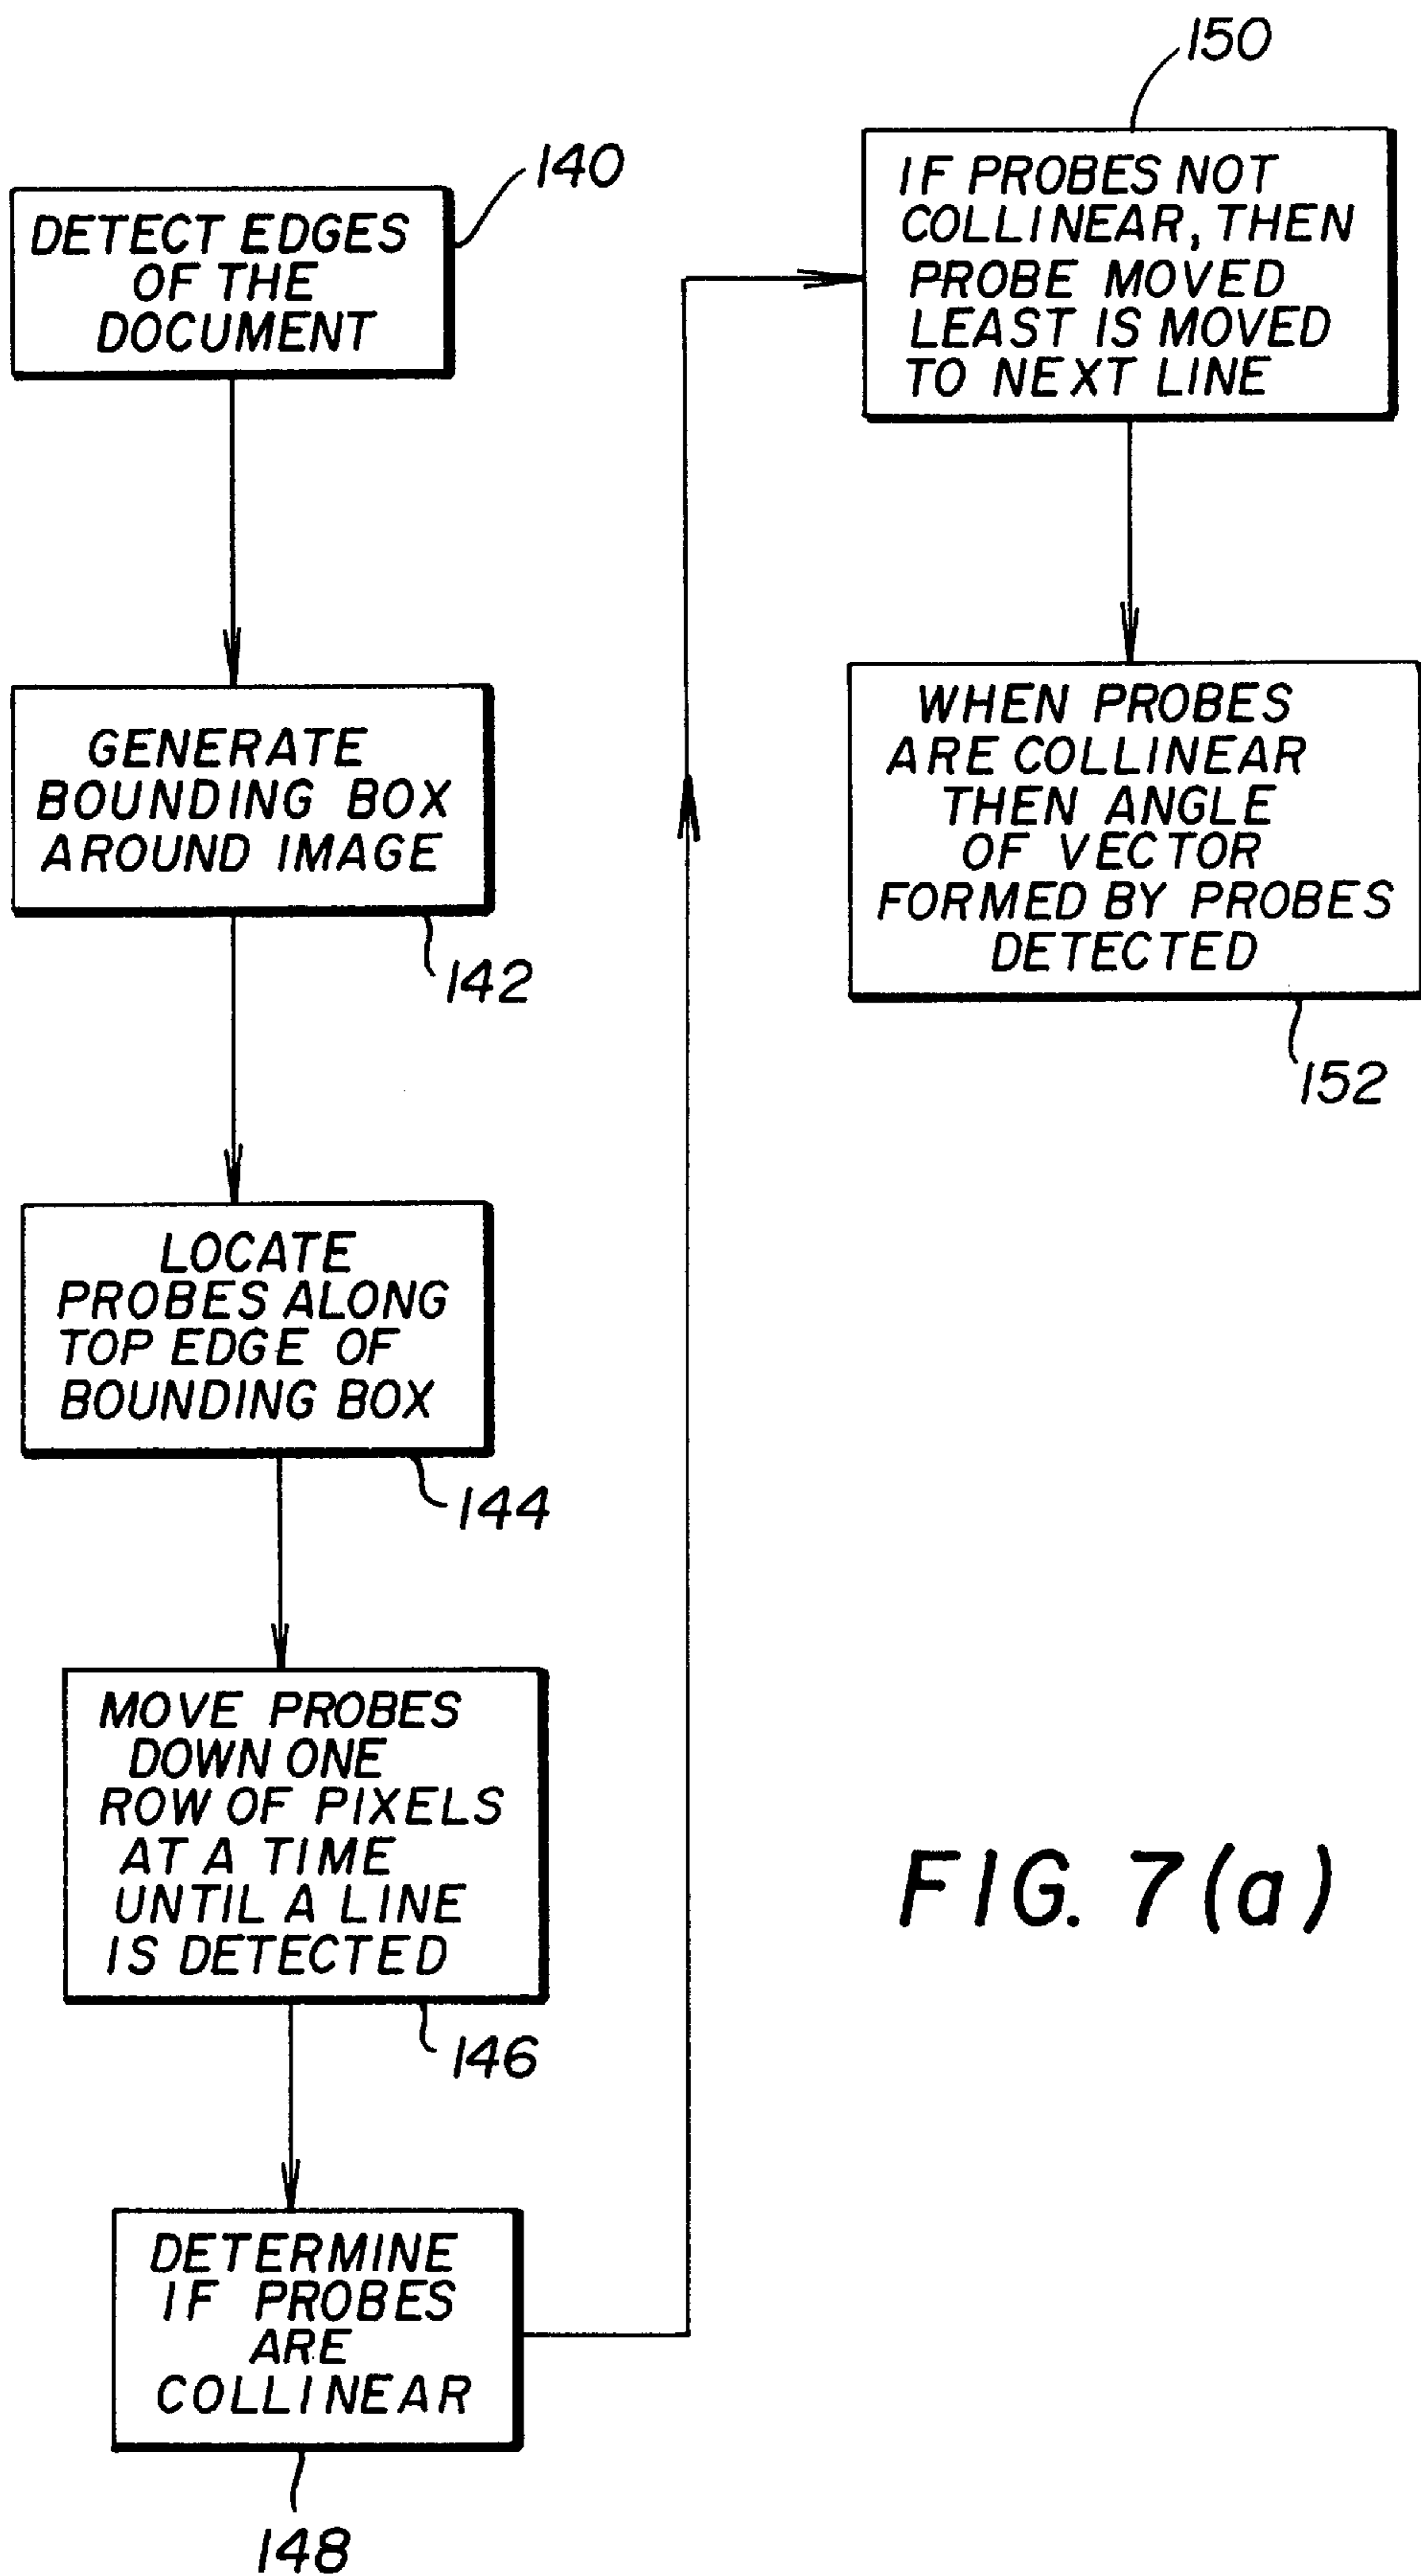 140
DETECT EDGES
OF THE
DOCUMENT
GENERATE
BOUNDING BOX
AROUND IMAGE
142
LOCATE
PROBES ALONG
TOP EDGE OF
BOUNDING BOX
144
MOVE PROBES
DOWN ONE
ROW OF PIXELS
AT A TIME
UNTIL A LINE
IS DETECTED
146
DETERMINE
IF PROBES
ARE
COLLINEAR
148
150
IF PROBES NOT
COLLINEAR, THEN
PROBE MOVED
LEAST IS MOVED
TO NEXT LINE
WHEN PROBES
ARE COLLINEAR
THEN ANGLE
OF VECTOR
FORMED BY PROBES
DETECTED
152
FIG. 7(a)